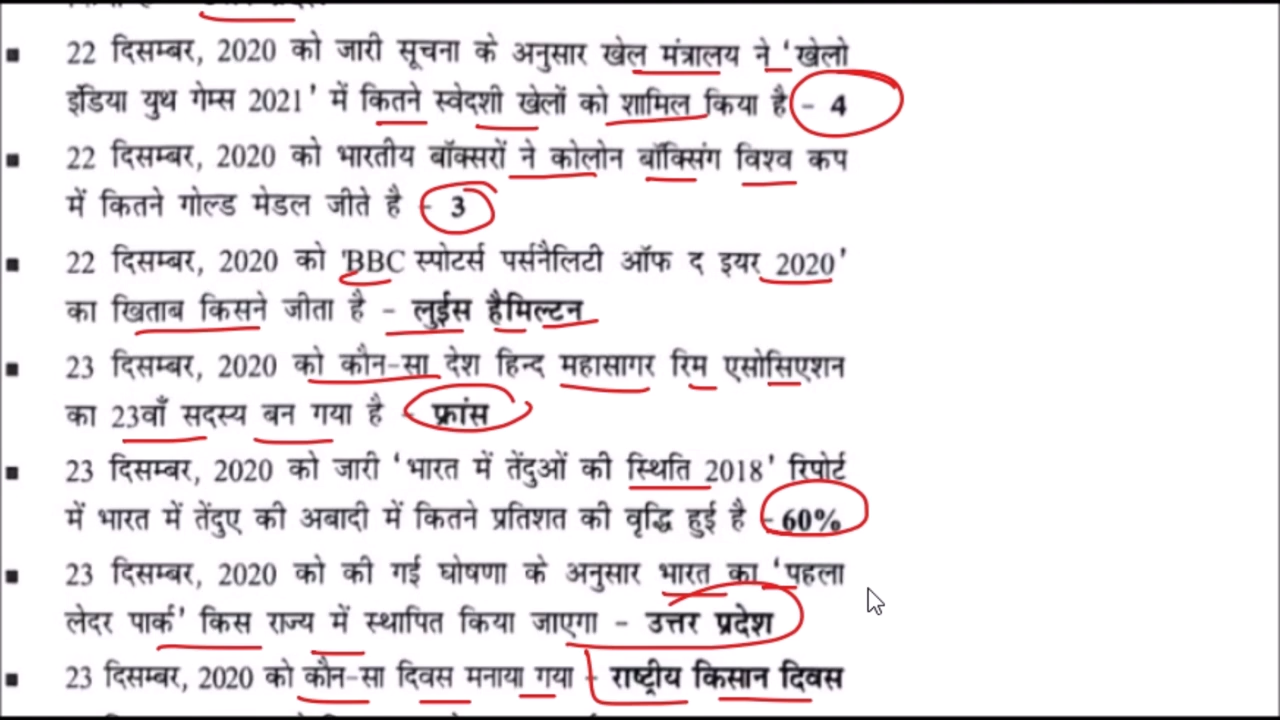 ■ 22 दिसम्बर, 2020 को जारी सूचना के अनुसार खेल मंत्रालय ने ‘खेलो
इंडिया युथ गेम्स 2021’ में कितने स्वेदशी खेलों को शामिल किया है - 4
■ 22 दिसम्बर, 2020 को भारतीय बॉक्सरों ने कोलोन बॉक्सिंग विश्व कप
में कितने गोल्ड मेडल जीते है - 3
■ 22 दिसम्बर, 2020 को 'BBC स्पोटर्स पर्सनैलिटी ऑफ द इयर 2020’
का खिताब किसने जीता है - लुईस हैमिल्टन
■ 23 दिसम्बर, 2020 को कौन-सा देश हिन्द महासागर रिम एसोसिएशन
का 23वाँ सदस्य बन गया है - फ्रांस
■ 23 दिसम्बर, 2020 को जारी ‘भारत में तेंदुओं की स्थिति 2018’ रिपोर्ट
में भारत में तेंदुए की अबादी में कितने प्रतिशत की वृद्धि हुई है - 60%
■ 23 दिसम्बर, 2020 को की गई घोषणा के अनुसार भारत का ‘पहला
लेदर पार्क’ किस राज्य में स्थापित किया जाएगा - उत्तर प्रदेश
■ 23 दिसम्बर, 2020 को कौन-सा दिवस मनाया गया - राष्ट्रीय किसान दिवस